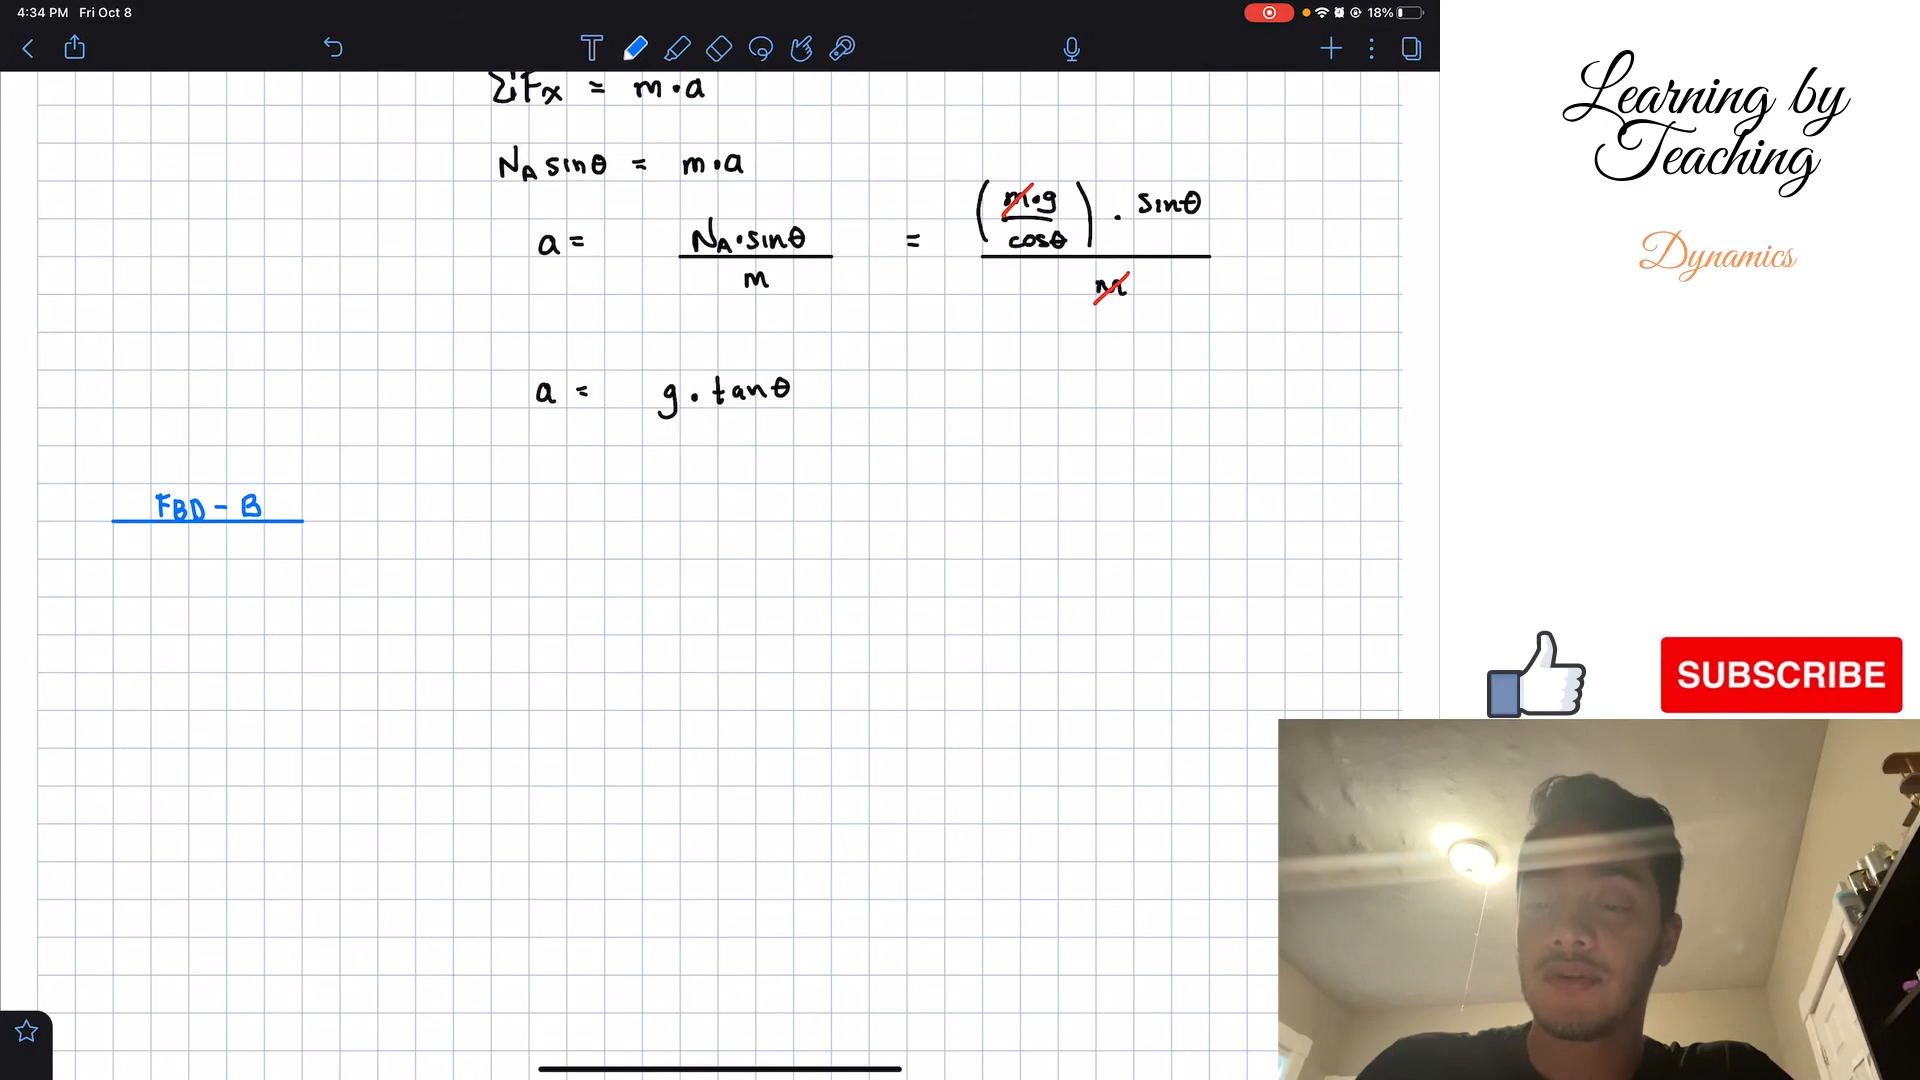 4:34 PM Fri Oct 8
18%
ΣFx = m·a
NA sinθ = m·a
a = NA·sinθ / m = (m·g / cosθ) · sinθ / m
a = g·tanθ
FBD - B
Learning by
Teaching
Dynamics
SUBSCRIBE